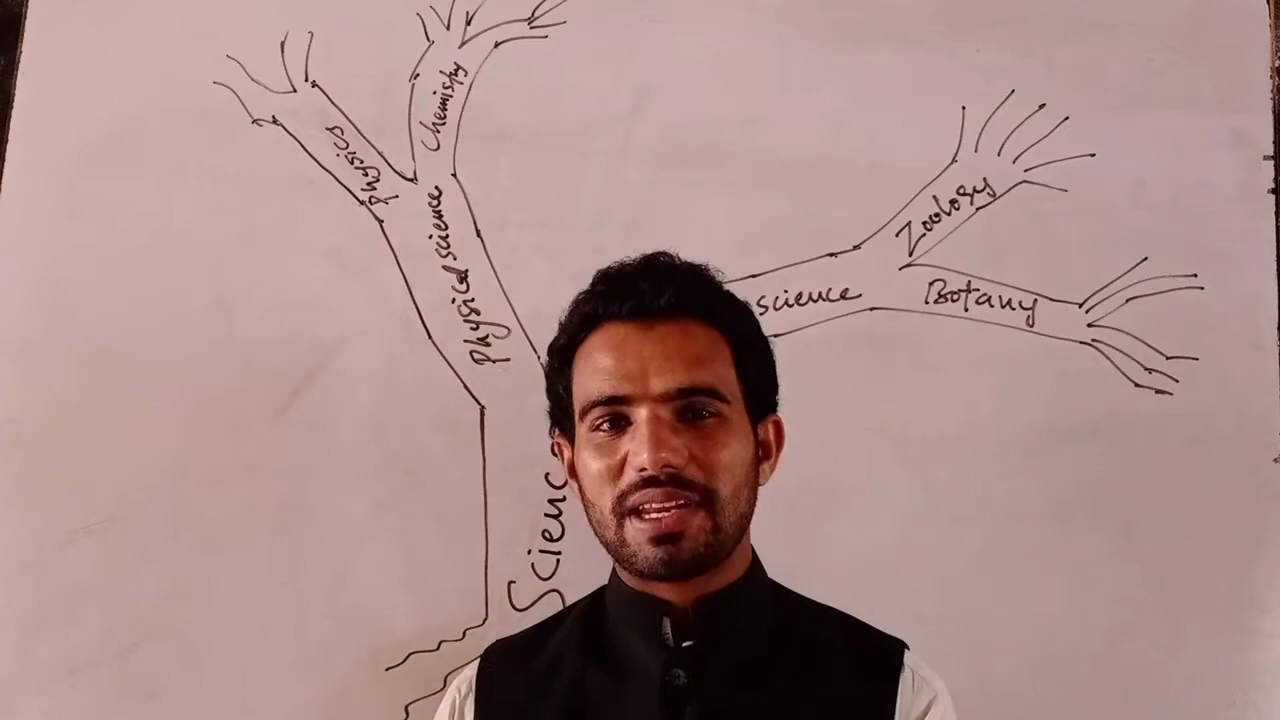 Physics
Chemistry
Physical science
Zoology
science
Botany
Scienc